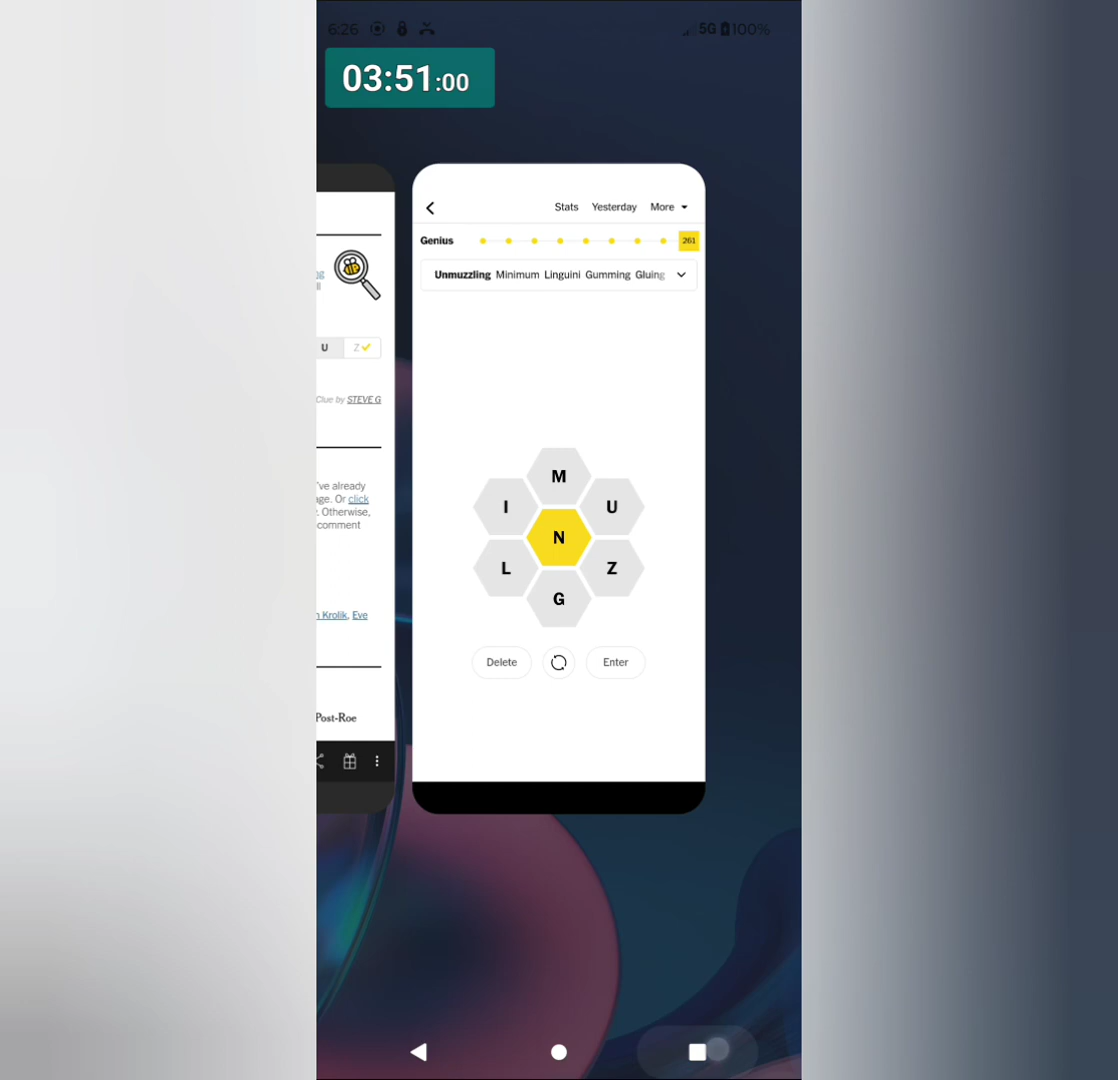 6:26
5G 100%
03:51:00
Stats Yesterday More
Genius
261
Unmuzzling Minimum Linguini Gumming Gluing
U
Z
Clue by STEVE G
've already
age. Or click
. Otherwise,
comment
Krolik, Eve
Post-Roe
M
I
U
N
L
Z
G
Delete
Enter